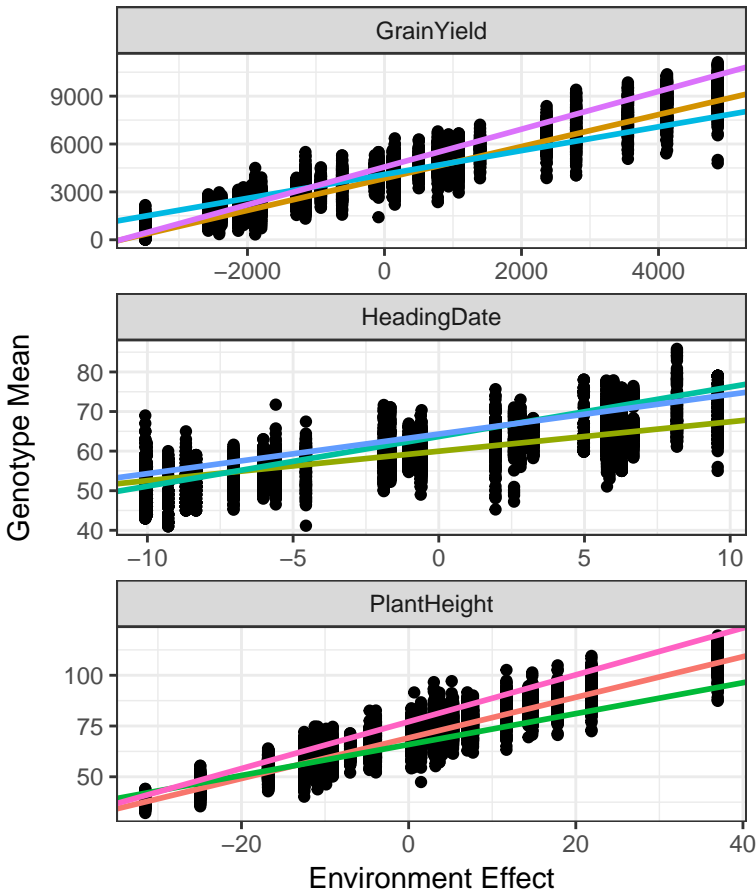 GrainYield
9000
6000
3000
0
−2000 0 2000 4000
HeadingDate
80
70
60
50
40
−10 −5 0 5 10
PlantHeight
100
75
50
−20 0 20 40
Genotype Mean
Environment Effect